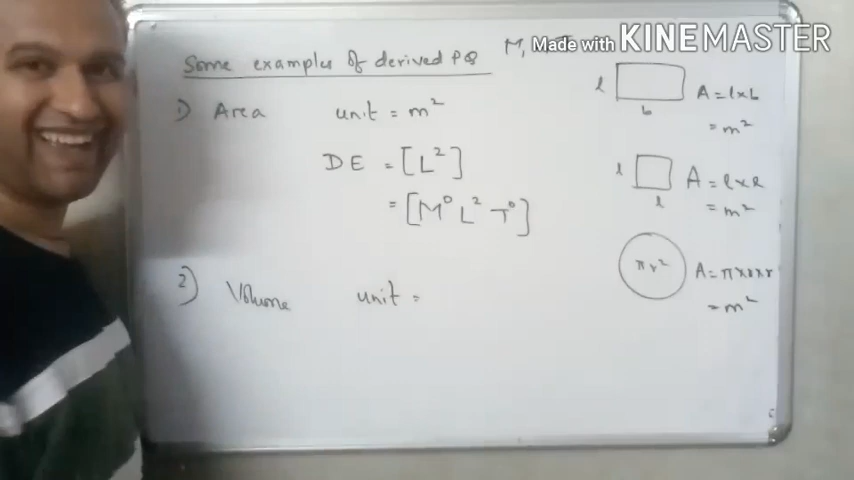 Some examples of derived PQ
M,
Made with KINEMASTER
1) Area unit = m²
DE = [L²]
= [M⁰ L² T⁰]
2) Volume unit =
l
b
A = l x b
= m²
l
l
A = l x l
= m²
πr²
A = π x r x r
= m²